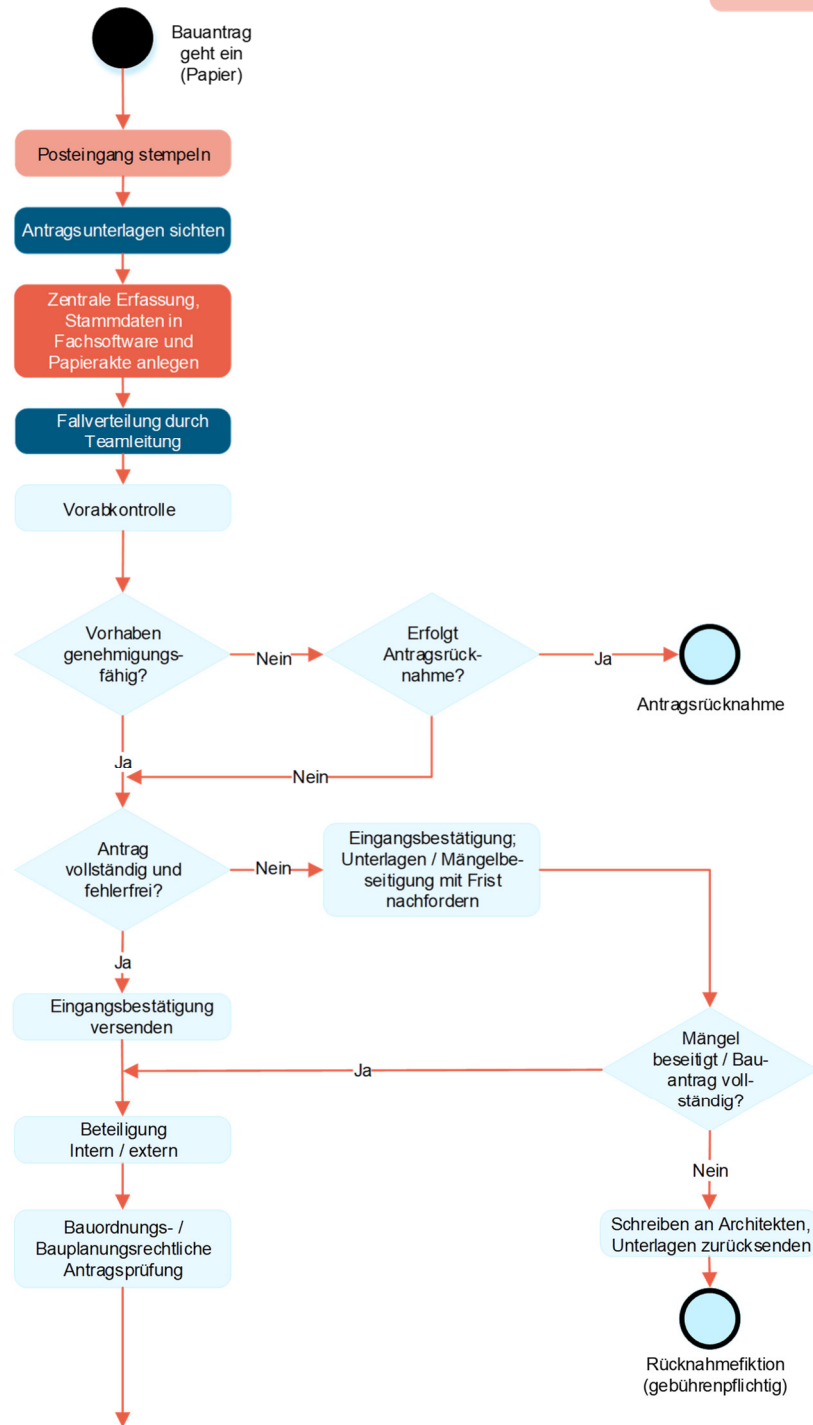 Bauantrag
geht ein
(Papier)
Posteingang stempeln
Antragsunterlagen sichten
Zentrale Erfassung,
Stammdaten in
Fachsoftware und
Papierakte anlegen
Fallverteilung durch
Teamleitung
Vorabkontrolle
Vorhaben
genehmigungs-
fähig?
Nein
Erfolgt
Antragsrück-
nahme?
Ja
Antragsrücknahme
Ja
Nein
Antrag
vollständig und
fehlerfrei?
Nein
Eingangsbestätigung;
Unterlagen / Mängelbe-
seitigung mit Frist
nachfordern
Ja
Eingangsbestätigung
versenden
Mängel
beseitigt / Bau-
antrag voll-
ständig?
Ja
Beteiligung
Intern / extern
Nein
Bauordnungs- /
Bauplanungsrechtliche
Antragsprüfung
Schreiben an Architekten,
Unterlagen zurücksenden
Rücknahmefiktion
(gebührenpflichtig)